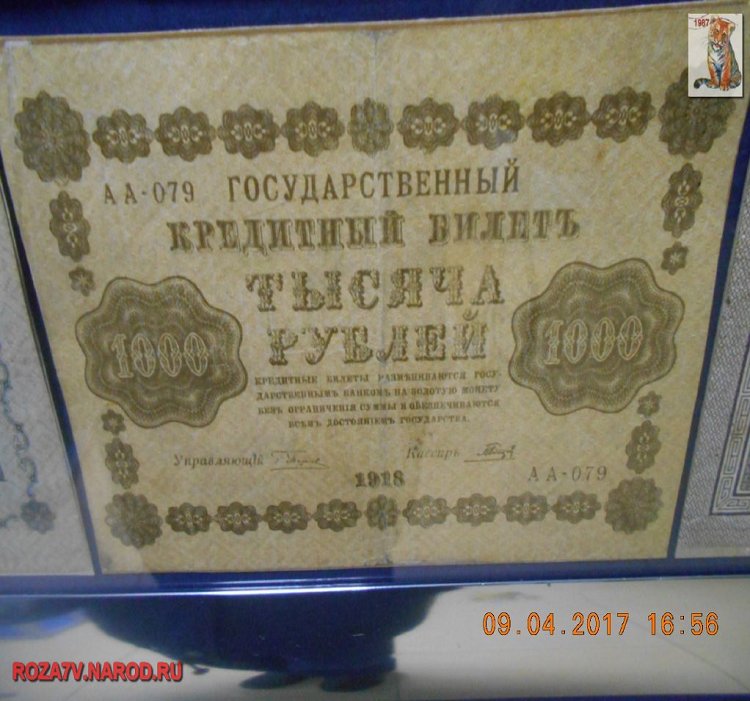 1987
АА-079 ГОСУДАРСТВЕННЫЙ
КРЕДИТНЫЙ БИЛЕТЪ
ТЫСЯЧА
РУБЛЕЙ
1000 1000
КРЕДИТНЫЕ БИЛЕТЫ РАЗМѢНИВАЮТСЯ ГОСУ-
ДАРСТВЕННЫМЪ БАНКОМЪ НА ЗОЛОТУЮ МОНЕТУ
БЕЗЪ ОГРАНИЧЕНІЯ СУММЫ И ОБЕЗПЕЧИВАЮТСЯ
ВСѢМЪ ДОСТОЯНІЕМЪ ГОСУДАРСТВА.
Управляющій Кассиръ
1918
АА-079
09.04.2017 16:56
ROZA7V.NAROD.RU